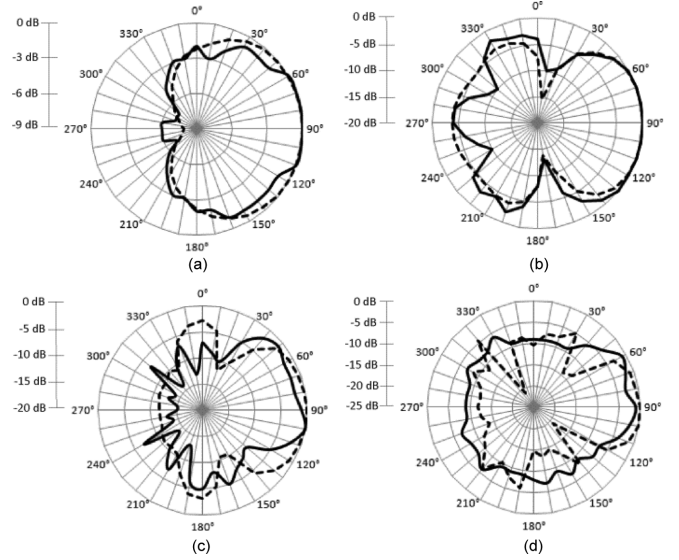 0 dB
-3 dB
-6 dB
-9 dB
0°
30°
60°
90°
120°
150°
180°
210°
240°
270°
300°
330°
(a)
0 dB
-5 dB
-10 dB
-15 dB
-20 dB
0°
30°
60°
90°
120°
150°
180°
210°
240°
270°
300°
330°
(b)
0 dB
-5 dB
-10 dB
-15 dB
-20 dB
0°
30°
60°
90°
120°
150°
180°
210°
240°
270°
300°
330°
(c)
0 dB
-5 dB
-10 dB
-15 dB
-20 dB
-25 dB
0°
30°
60°
90°
120°
150°
180°
210°
240°
270°
300°
330°
(d)